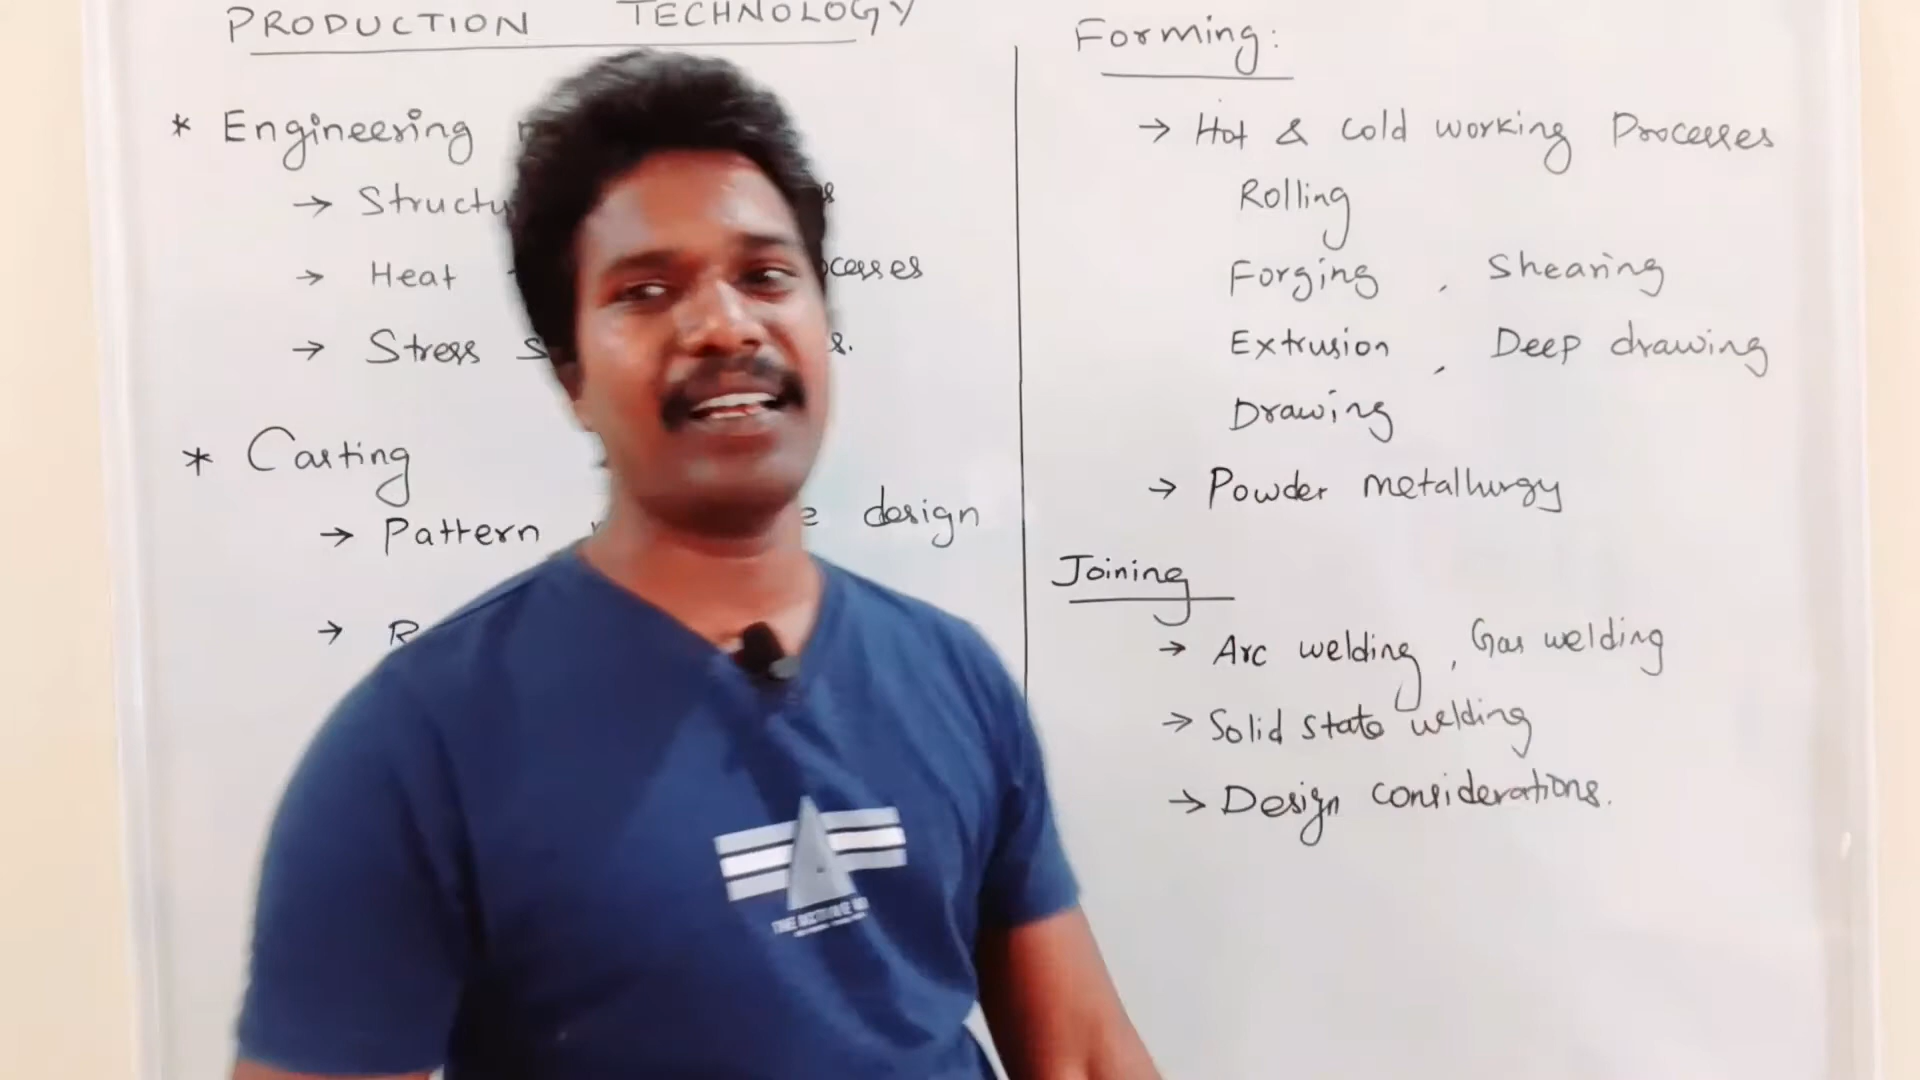 PRODUCTION TECHNOLOGY
* Engineering
→ Structu
→ Heat ocesses
→ Stress s s.
* Casting
→ Pattern e design
→ R
Forming:
→ Hot & Cold working Processes
Rolling
Forging , Shearing
Extrusion , Deep drawing
Drawing
→ Powder metallurgy
Joining
→ Arc welding, Gas welding
→ Solid state welding
→ Design considerations.